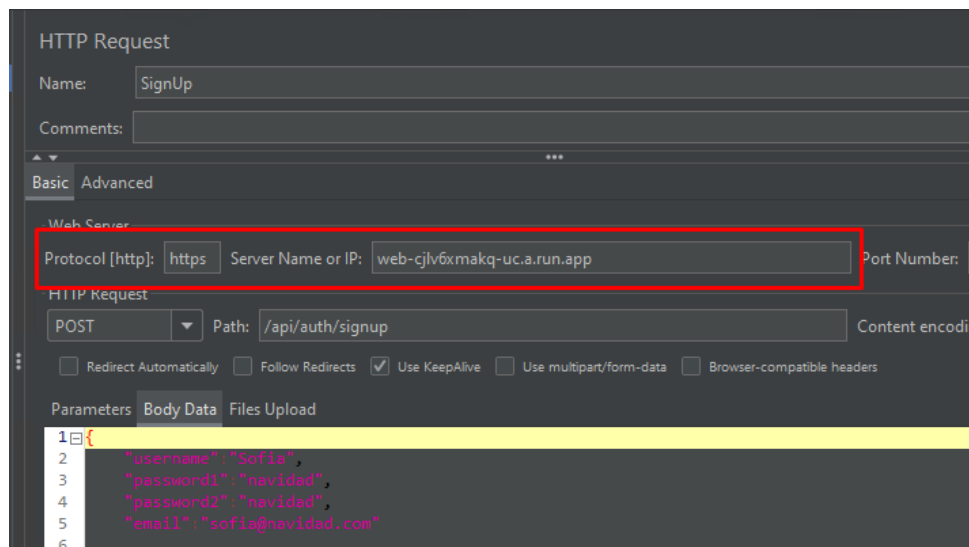 HTTP Request
Name: SignUp
Comments:
Basic Advanced
Web Server
Protocol [http]: https Server Name or IP: web-cjlv6xmakq-uc.a.run.app Port Number:
HTTP Request
POST Path: /api/auth/signup Content encodi
Redirect Automatically Follow Redirects Use KeepAlive Use multipart/form-data Browser-compatible headers
Parameters Body Data Files Upload
1 {
2 "username":"Sofia",
3 "password1":"navidad",
4 "password2":"navidad",
5 "email":"sofia@navidad.com"
6